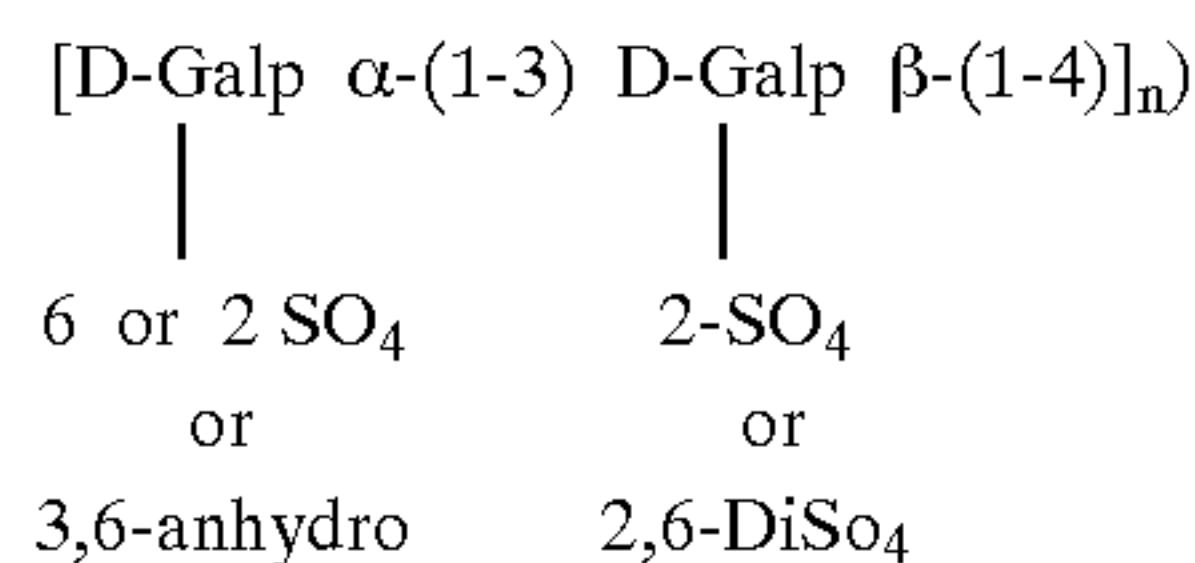 [D-Galp α-(1-3) D-Galp β-(1-4)]n)
6 or 2 SO4 2-SO4
or or
3,6-anhydro 2,6-DiSo4